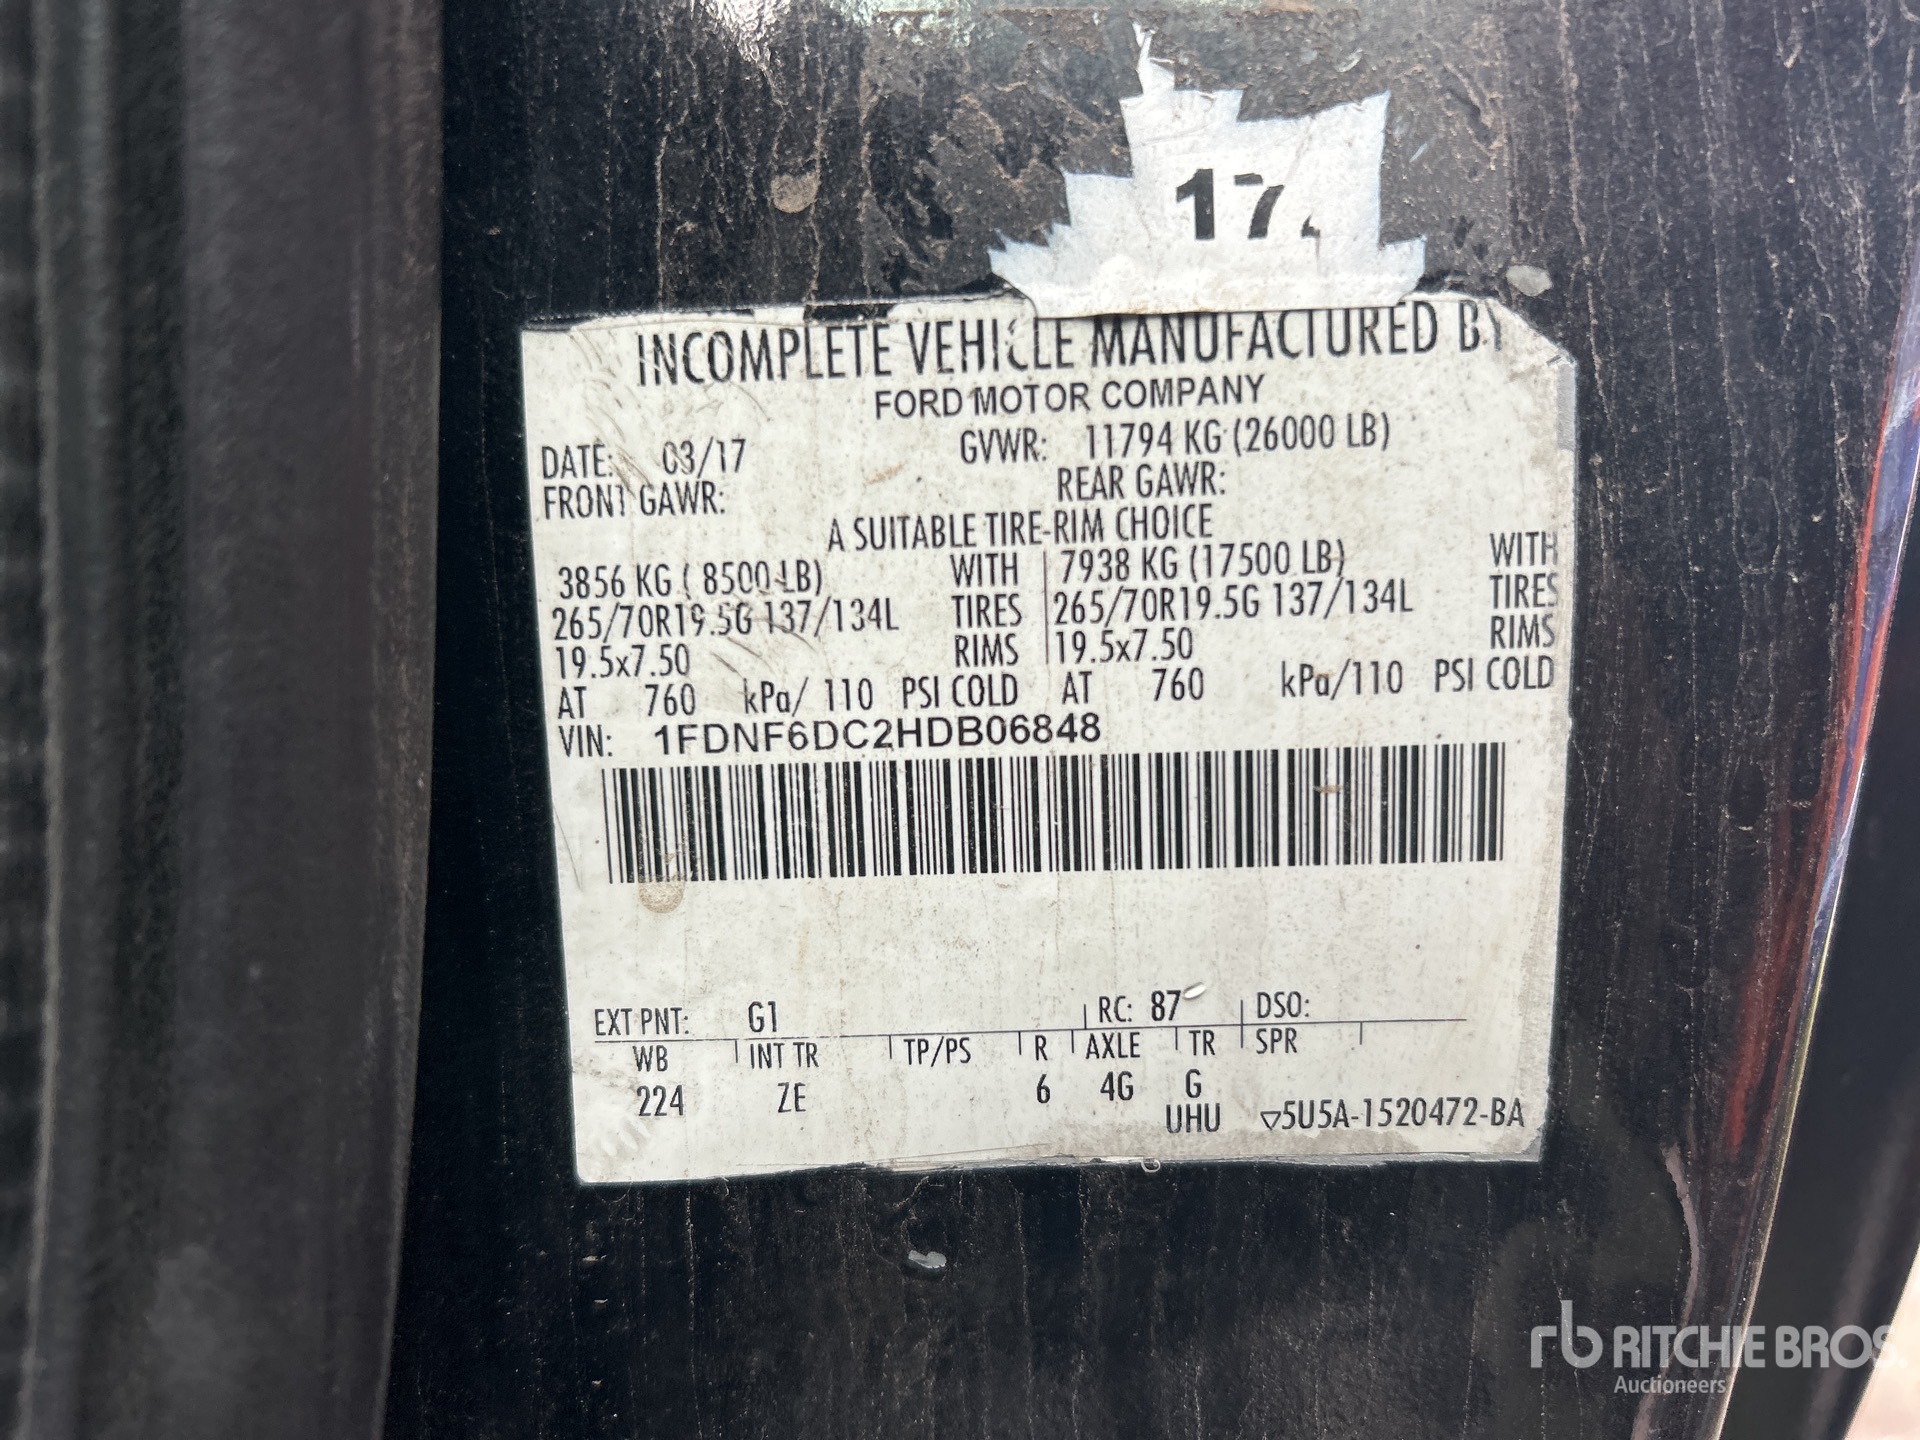 17
INCOMPLETE VEHICLE MANUFACTURED BY
FORD MOTOR COMPANY
DATE: 03/17 GVWR: 11794 KG (26000 LB)
FRONT GAWR: REAR GAWR:
A SUITABLE TIRE-RIM CHOICE
3856 KG ( 8500 LB) WITH 7938 KG (17500 LB) WITH
265/70R19.5G 137/134L TIRES 265/70R19.5G 137/134L TIRES
19.5x7.50 RIMS 19.5x7.50 RIMS
AT 760 kPa/ 110 PSI COLD AT 760 kPa/110 PSI COLD
VIN: 1FDNF6DC2HDB06848
EXT PNT: G1 RC: 87 DSO:
WB INT TR TP/PS R AXLE TR SPR
224 ZE 6 4G G
UHU ▽5U5A-1520472-BA
rb RITCHIE BROS.
Auctioneers